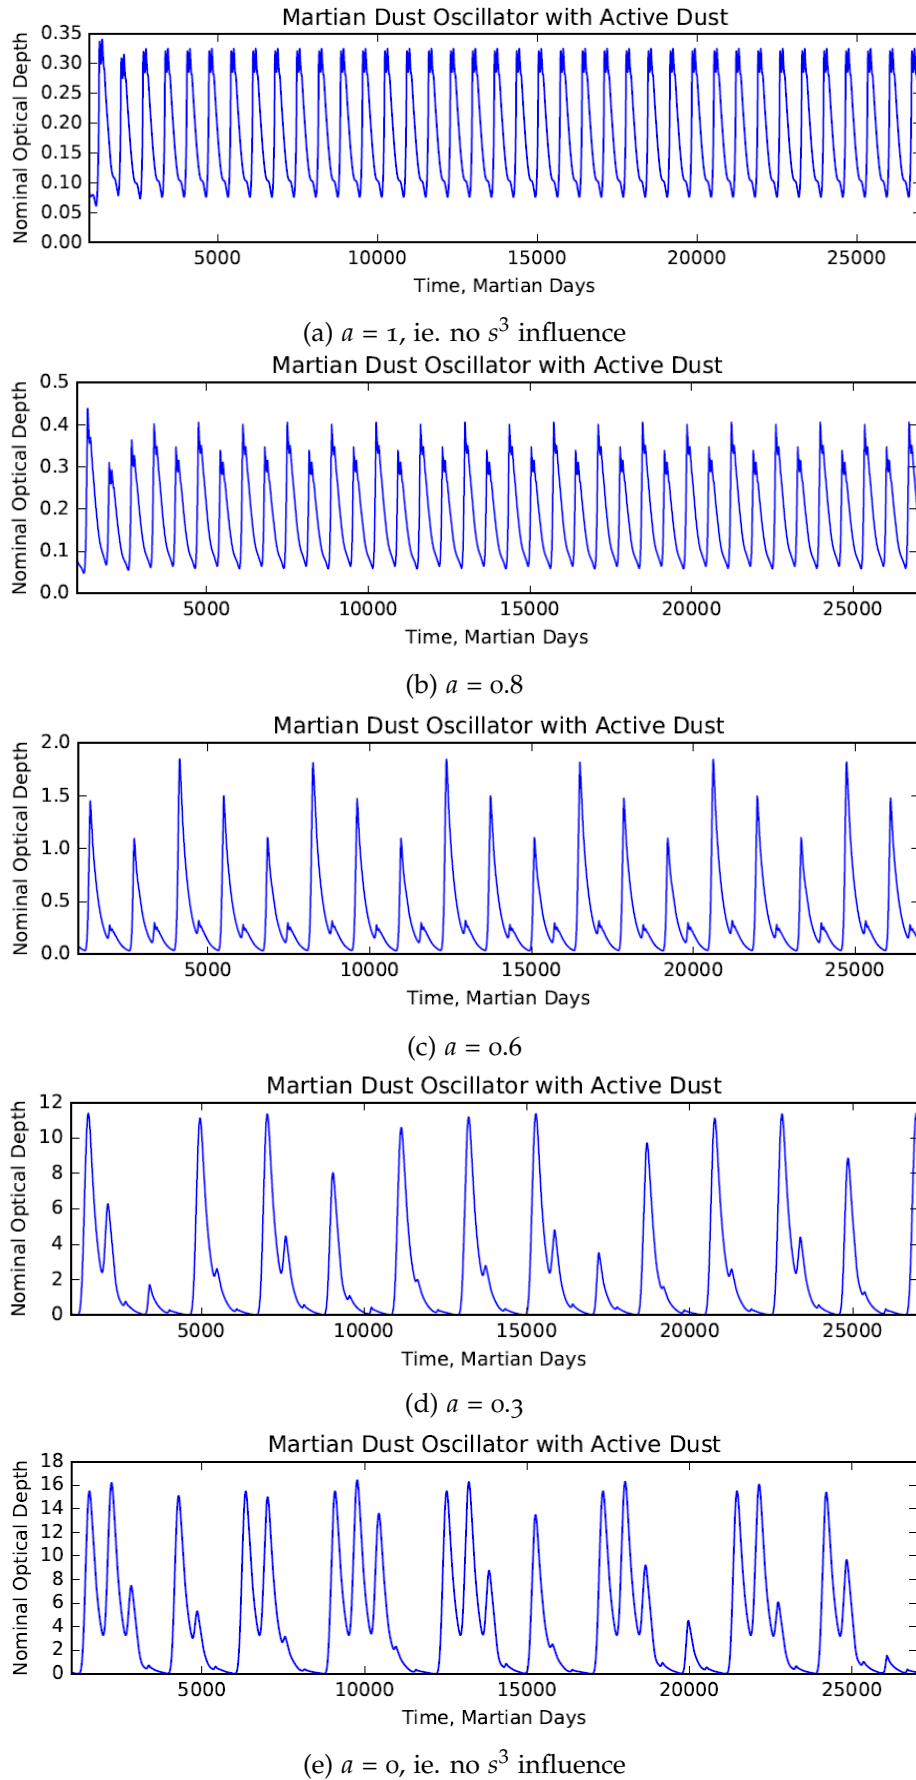 Martian Dust Oscillator with Active Dust
Nominal Optical Depth
0.35
0.30
0.25
0.20
0.15
0.10
0.05
0.00
5000 10000 15000 20000 25000
Time, Martian Days
(a) a = 1, ie. no s³ influence
Martian Dust Oscillator with Active Dust
Nominal Optical Depth
0.5
0.4
0.3
0.2
0.1
0.0
5000 10000 15000 20000 25000
Time, Martian Days
(b) a = 0.8
Martian Dust Oscillator with Active Dust
Nominal Optical Depth
2.0
1.5
1.0
0.5
0.0
5000 10000 15000 20000 25000
Time, Martian Days
(c) a = 0.6
Martian Dust Oscillator with Active Dust
Nominal Optical Depth
12
10
8
6
4
2
0
5000 10000 15000 20000 25000
Time, Martian Days
(d) a = 0.3
Martian Dust Oscillator with Active Dust
Nominal Optical Depth
18
16
14
12
10
8
6
4
2
0
5000 10000 15000 20000 25000
Time, Martian Days
(e) a = 0, ie. no s³ influence